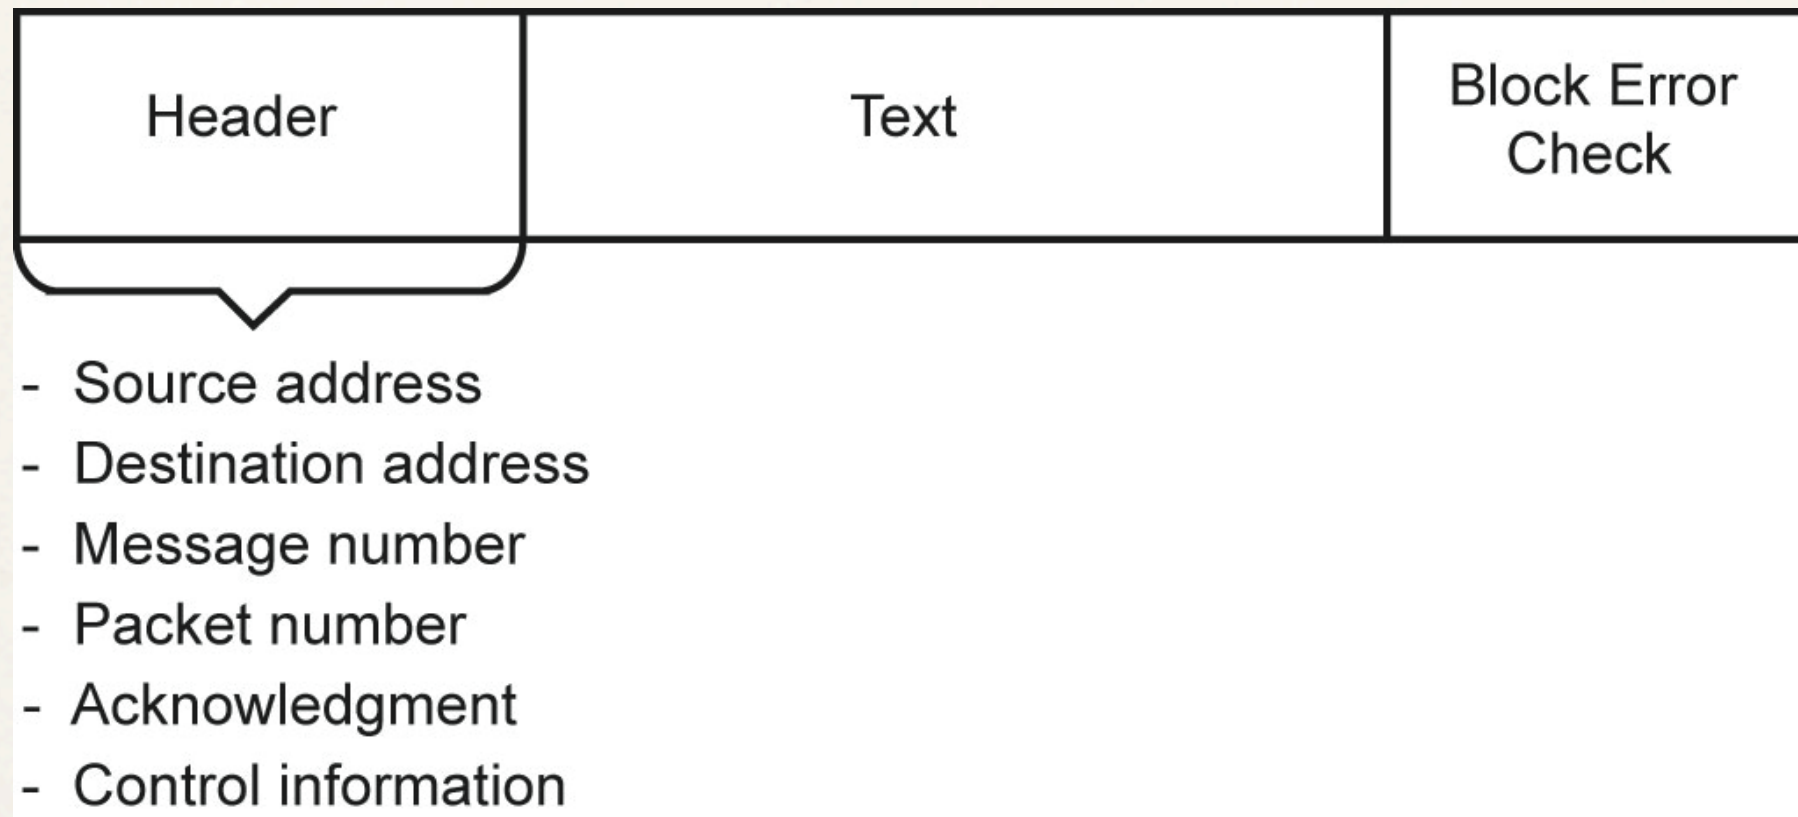 Header
Text
Block Error
Check
- Source address
- Destination address
- Message number
- Packet number
- Acknowledgment
- Control information